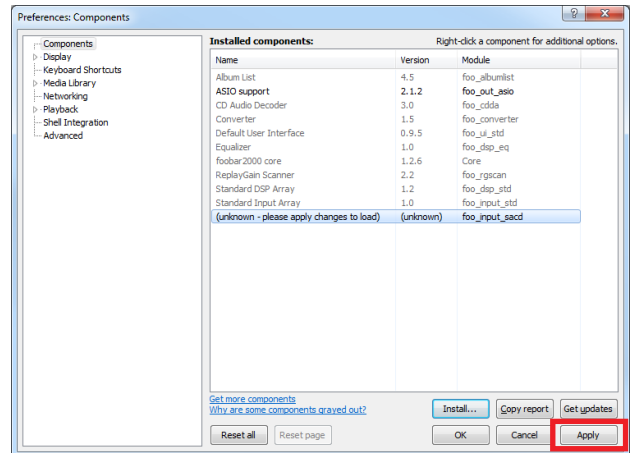 Preferences: Components
Components
Display
Keyboard Shortcuts
Media Library
Networking
Playback
Shell Integration
Advanced
Installed components: Right-click a component for additional options.
Name Version Module
Album List 4.5 foo_albumlist
ASIO support 2.1.2 foo_out_asio
CD Audio Decoder 3.0 foo_cdda
Converter 1.5 foo_converter
Default User Interface 0.9.5 foo_ui_std
Equalizer 1.0 foo_dsp_eq
foobar2000 core 1.2.6 Core
ReplayGain Scanner 2.2 foo_rgscan
Standard DSP Array 1.2 foo_dsp_std
Standard Input Array 1.0 foo_input_std
(unknown - please apply changes to load) (unknown) foo_input_sacd
Get more components
Why are some components grayed out?
Install... Copy report Get updates
Reset all Reset page OK Cancel Apply